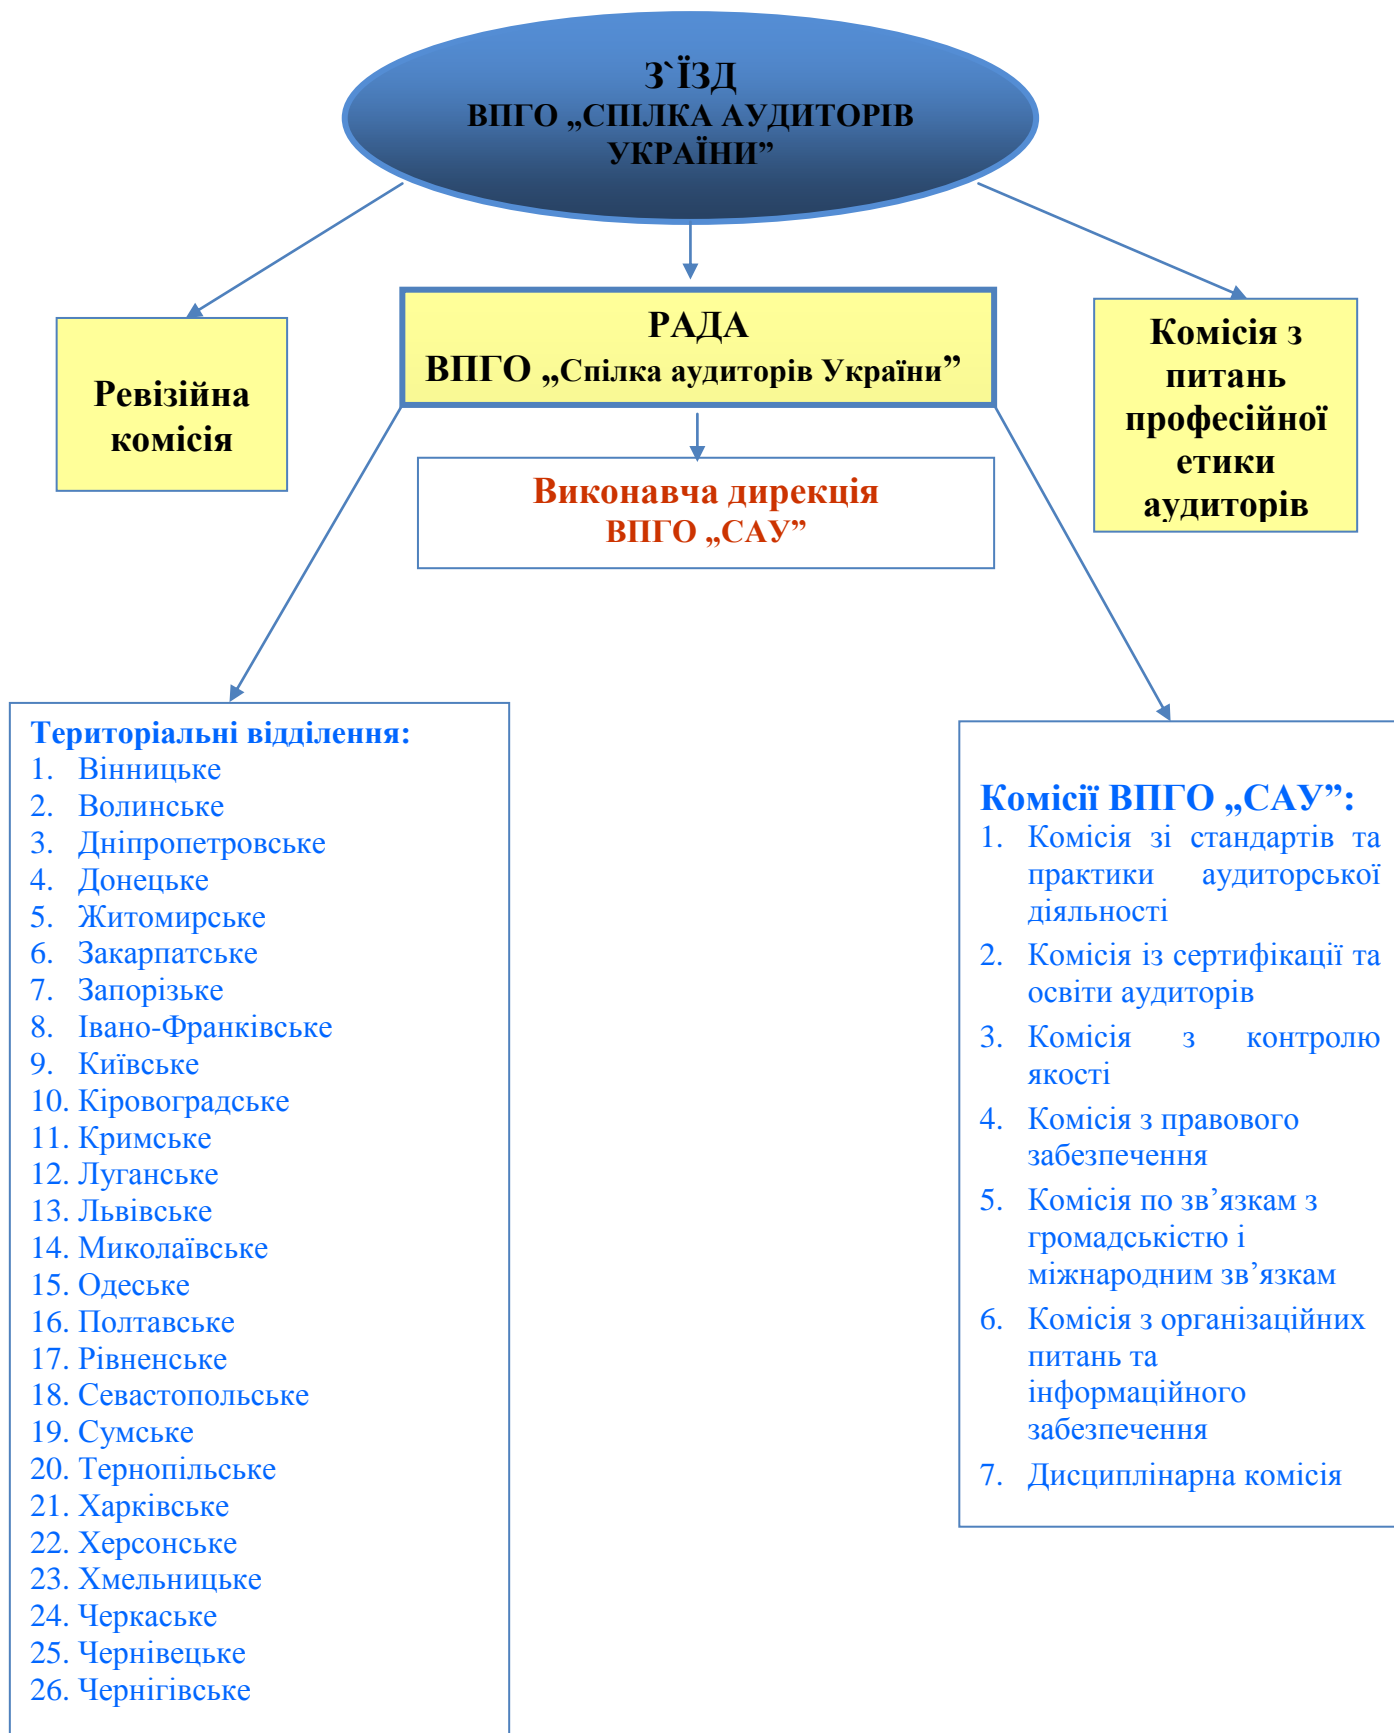 З`ЇЗД
ВПГО „СПІЛКА АУДИТОРІВ
УКРАЇНИ”
РАДА
ВПГО „Спілка аудиторів України”
Ревізійна
комісія
Комісія з
питань
професійної
етики
аудиторів
Виконавча дирекція
ВПГО „САУ”
Територіальні відділення:
1. Вінницьке
2. Волинське
3. Дніпропетровське
4. Донецьке
5. Житомирське
6. Закарпатське
7. Запорізьке
8. Івано-Франківське
9. Київське
10. Кіровоградське
11. Кримське
12. Луганське
13. Львівське
14. Миколаївське
15. Одеське
16. Полтавське
17. Рівненське
18. Севастопольське
19. Сумське
20. Тернопільське
21. Харківське
22. Херсонське
23. Хмельницьке
24. Черкаське
25. Чернівецьке
26. Чернігівське
Комісії ВПГО „САУ”:
1. Комісія зі стандартів та
практики аудиторської
діяльності
2. Комісія із сертифікації та
освіти аудиторів
3. Комісія з контролю
якості
4. Комісія з правового
забезпечення
5. Комісія по зв’язкам з
громадськістю і
міжнародним зв’язкам
6. Комісія з організаційних
питань та
інформаційного
забезпечення
7. Дисциплінарна комісія